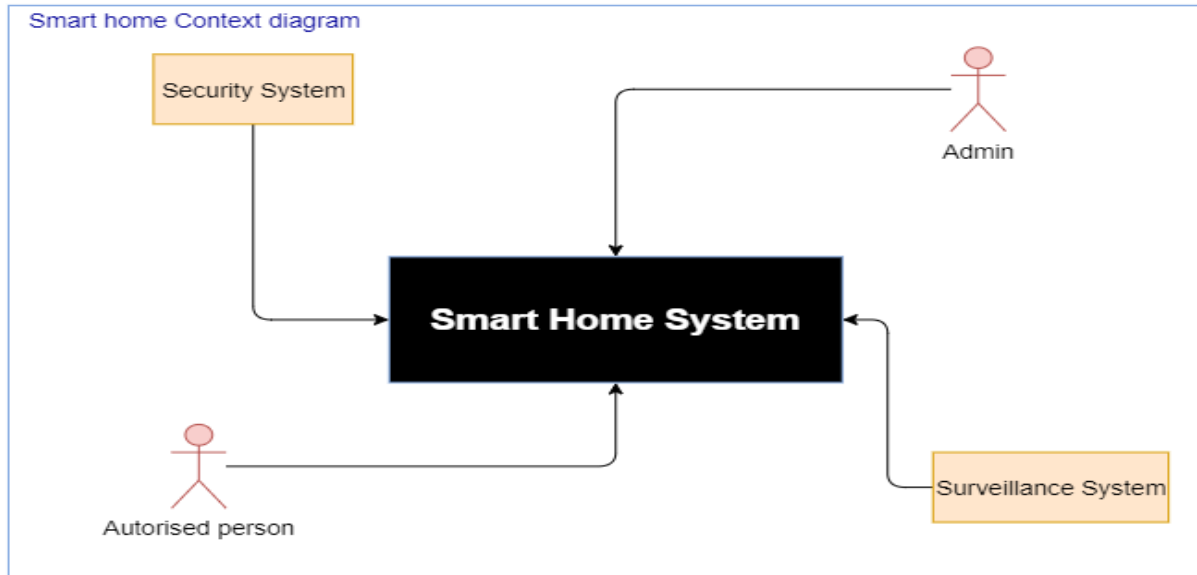 Smart home Context diagram
Security System
Admin
Smart Home System
Surveillance System
Autorised person